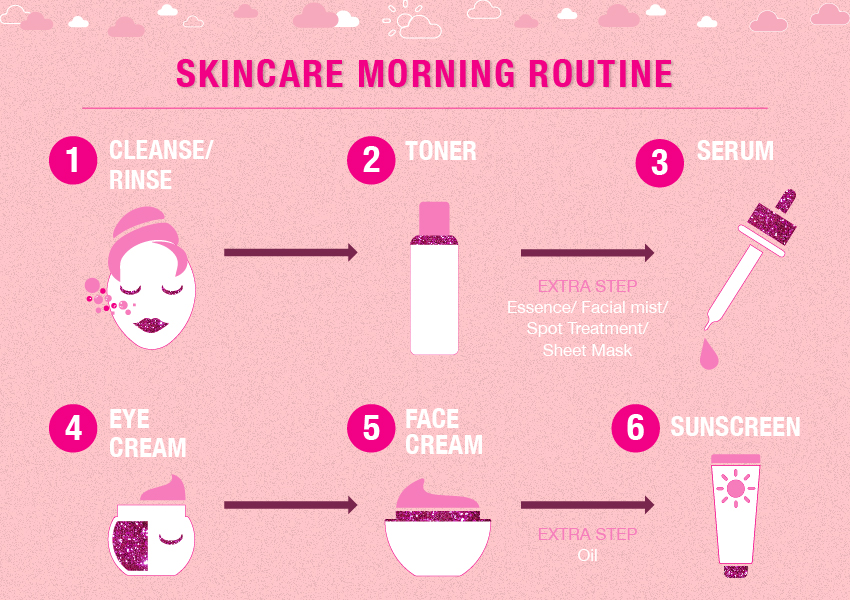 SKINCARE MORNING ROUTINE
1
CLEANSE/
RINSE
2
TONER
EXTRA STEP
Essence/ Facial mist/
Spot Treatment/
Sheet Mask
3
SERUM
4
EYE
CREAM
5
FACE
CREAM
EXTRA STEP
Oil
6
SUNSCREEN